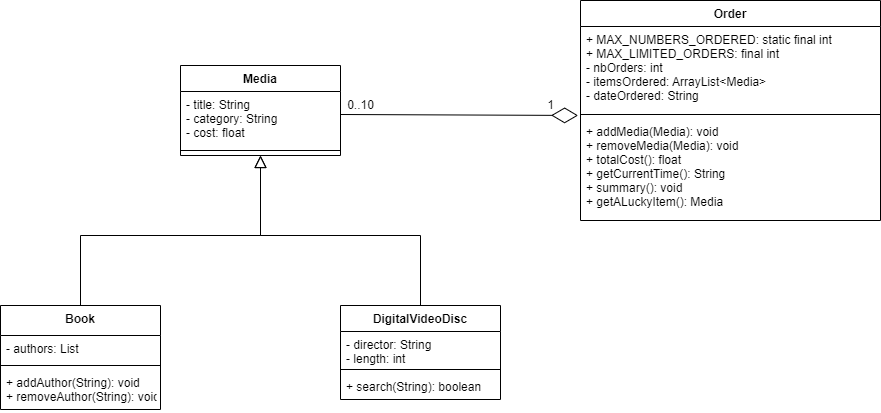 Order
+ MAX_NUMBERS_ORDERED: static final int
+ MAX_LIMITED_ORDERS: final int
- nbOrders: int
- itemsOrdered: ArrayList<Media>
- dateOrdered: String
+ addMedia(Media): void
+ removeMedia(Media): void
+ totalCost(): float
+ getCurrentTime(): String
+ summary(): void
+ getALuckyItem(): Media
Media
- title: String
- category: String
- cost: float
0..10
1
Book
- authors: List
+ addAuthor(String): void
+ removeAuthor(String): void
DigitalVideoDisc
- director: String
- length: int
+ search(String): boolean